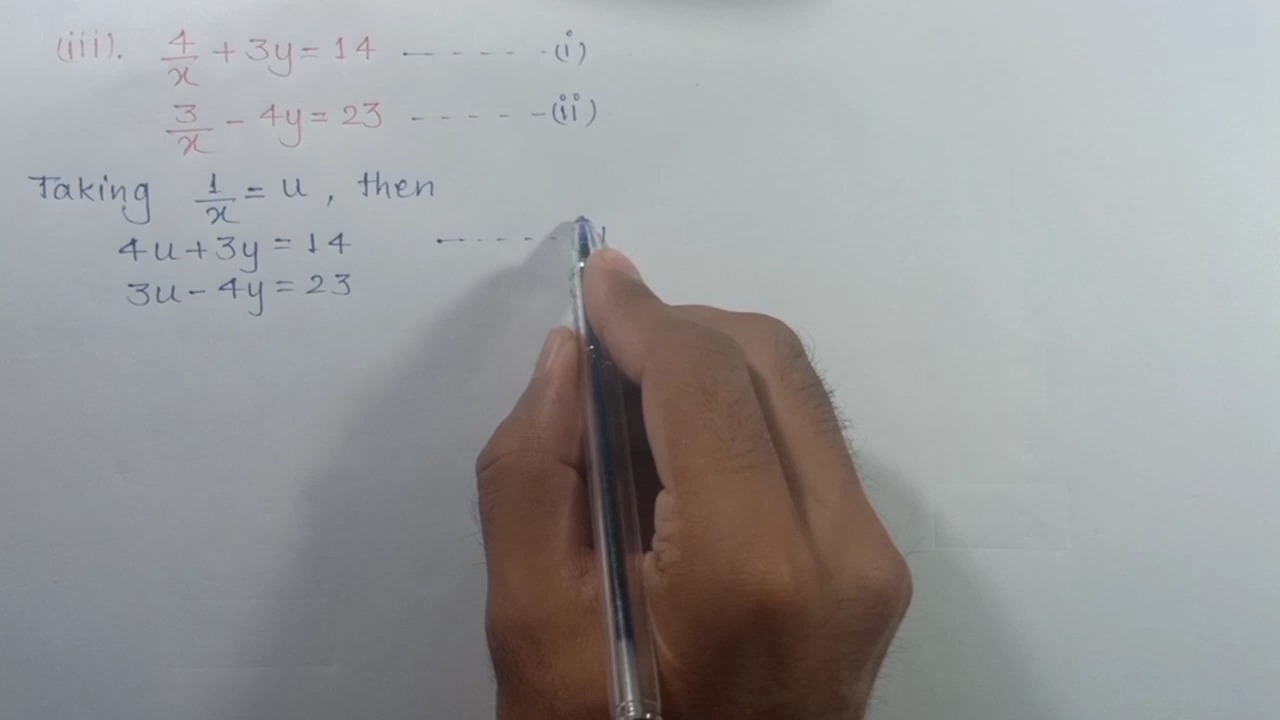 (iii). 4/x + 3y = 14 ------ (i)
3/x - 4y = 23 ------ (ii)
Taking 1/x = u, then
4u + 3y = 14 ------
3u - 4y = 23